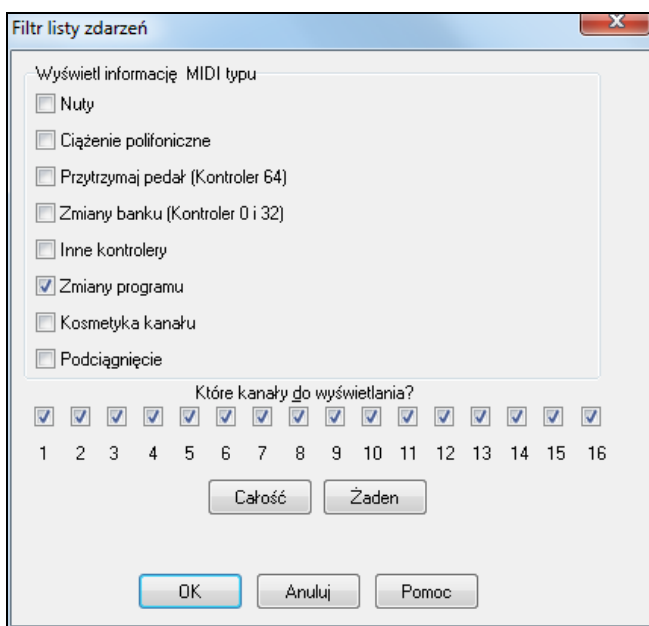 Filtr listy zdarzeń
Wyświetl informację MIDI typu
Nuty
Ciążenie polifoniczne
Przytrzymaj pedał (Kontroler 64)
Zmiany banku (Kontroler 0 i 32)
Inne kontrolery
Zmiany programu
Kosmetyka kanału
Podciągnięcie
Które kanały do wyświetlania?
1 2 3 4 5 6 7 8 9 10 11 12 13 14 15 16
Całość Żaden
OK Anuluj Pomoc